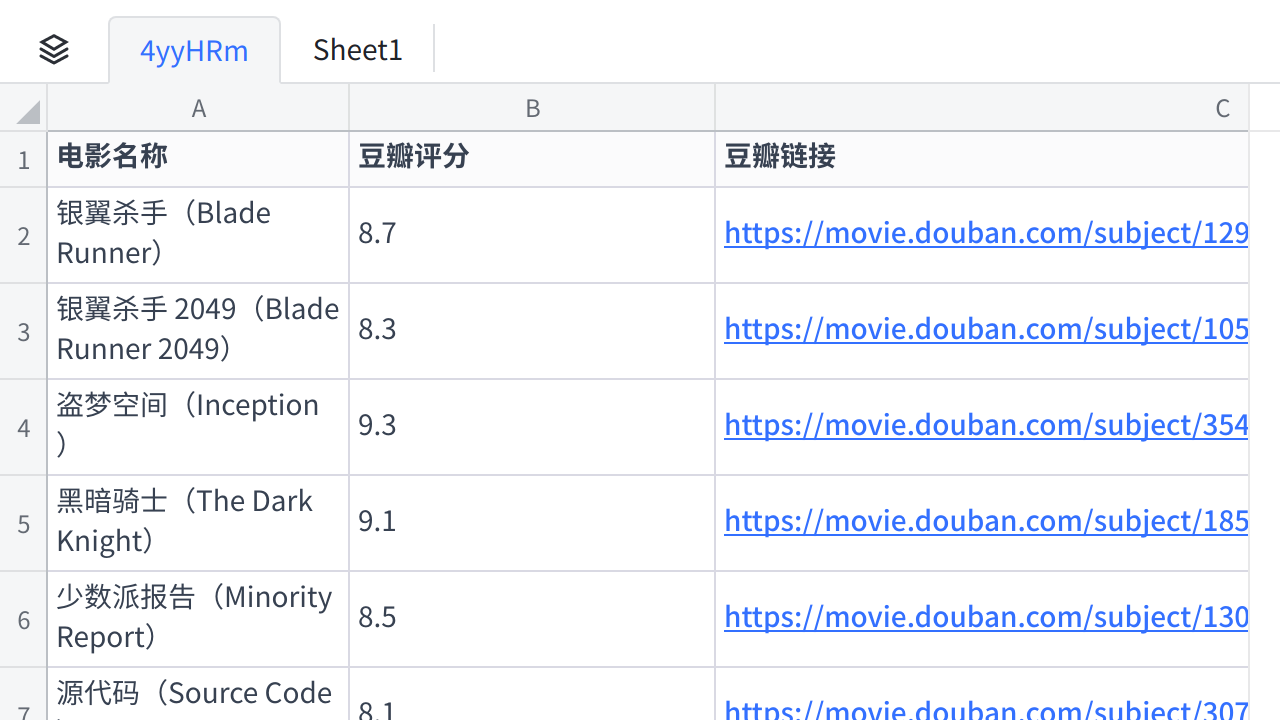 4yyHRm Sheet1
A B C
1 电影名称 豆瓣评分 豆瓣链接
2 银翼杀手（Blade Runner） 8.7 https://movie.douban.com/subject/129
3 银翼杀手 2049（Blade Runner 2049） 8.3 https://movie.douban.com/subject/105
4 盗梦空间（Inception） 9.3 https://movie.douban.com/subject/354
5 黑暗骑士（The Dark Knight） 9.1 https://movie.douban.com/subject/185
6 少数派报告（Minority Report） 8.5 https://movie.douban.com/subject/130
7 源代码（Source Code 8.1 https://movie.douban.com/subject/307